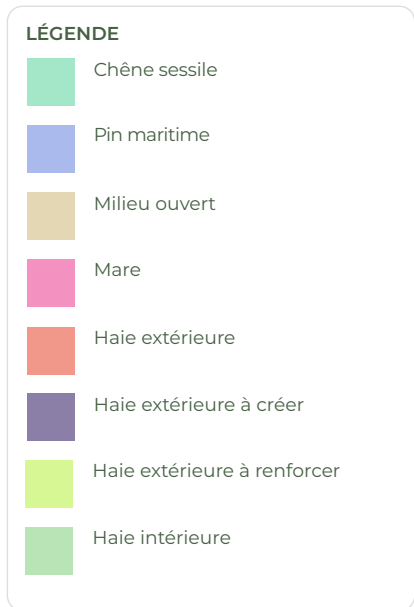 LÉGENDE
Chêne sessile
Pin maritime
Milieu ouvert
Mare
Haie extérieure
Haie extérieure à créer
Haie extérieure à renforcer
Haie intérieure